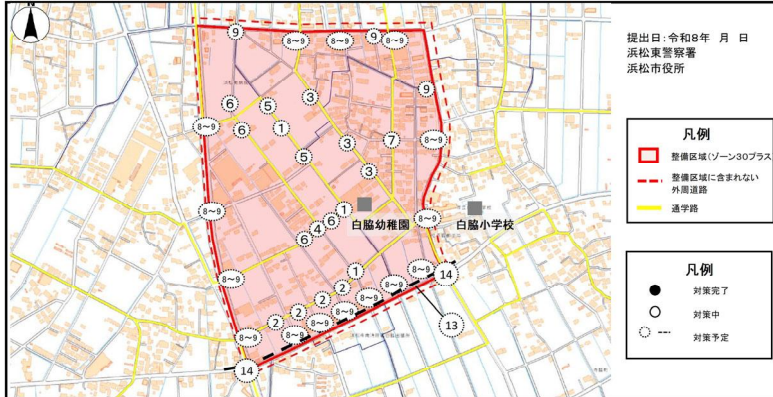 N
提出日:令和8年 月 日
浜松東警察署
浜松市役所
凡例
整備区域(ゾーン30プラス
整備区域に含まれない
外周道路
通学路
凡例
対策完了
対策中
対策予定
9
8～9
8～9
9
8～9
9
6
5
3
8～9
6
1
3
7
8～9
5
3
8～9
1
6
4
6
白脇幼稚園
8～9
白脇小学校
8～9
1
8～9
14
2
8～9
2
8～9
2
8～9
2
8～9
8～9
8～9
13
14